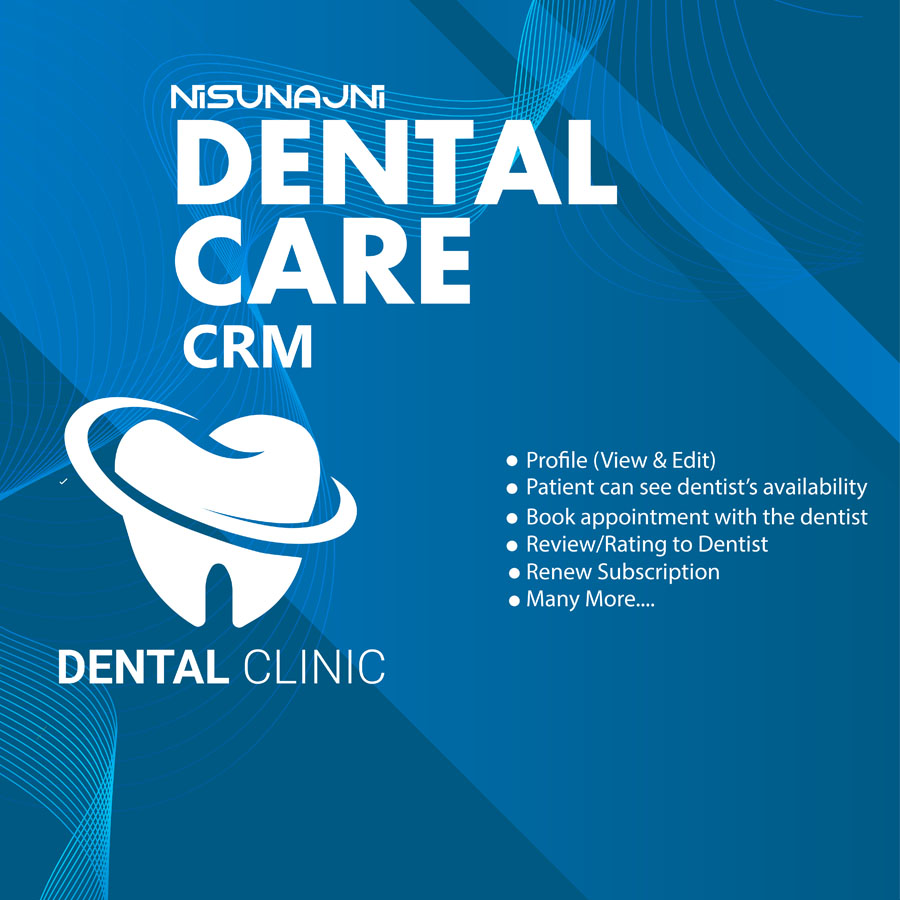 NiSUNAJNi
DENTAL
CARE
CRM
DENTAL CLINIC
● Profile (View & Edit)
● Patient can see dentist’s availability
● Book appointment with the dentist
● Review/Rating to Dentist
● Renew Subscription
● Many More....